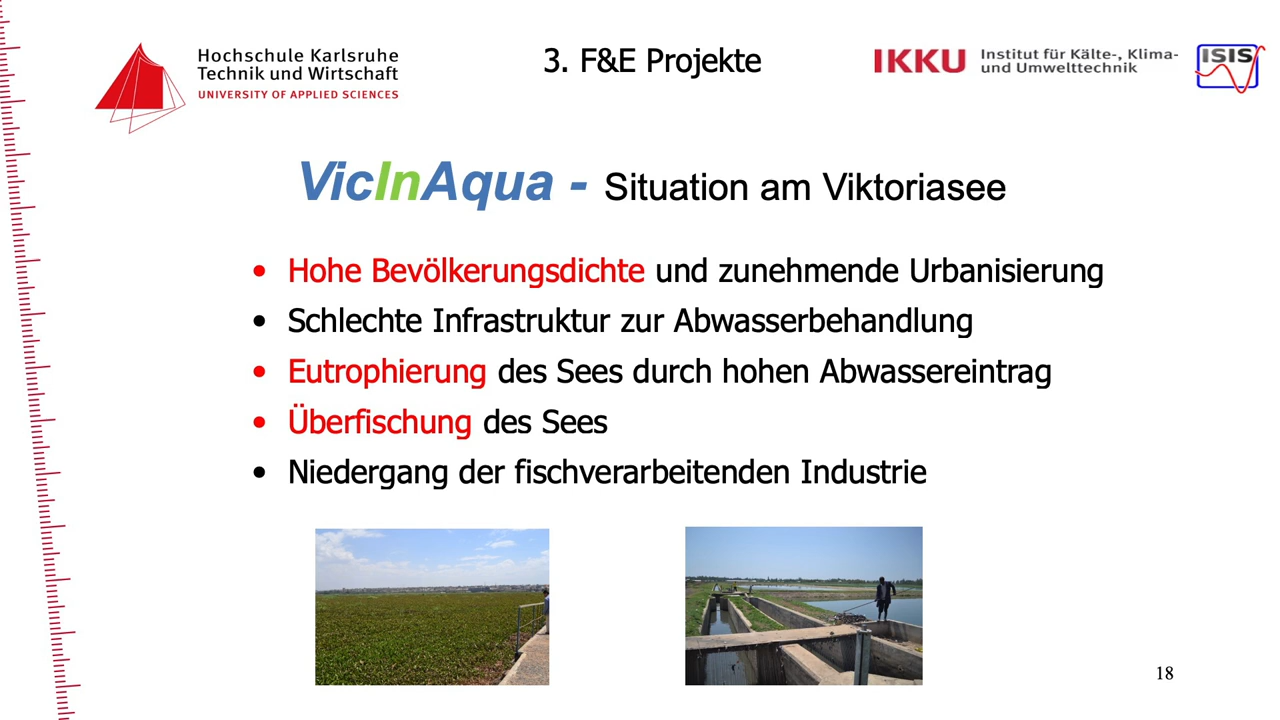 Hochschule Karlsruhe
Technik und Wirtschaft
UNIVERSITY OF APPLIED SCIENCES
3. F&E Projekte
IKKU Institut für Kälte-, Klima-
und Umwelttechnik
ISIS
VicInAqua - Situation am Viktoriasee
• Hohe Bevölkerungsdichte und zunehmende Urbanisierung
• Schlechte Infrastruktur zur Abwasserbehandlung
• Eutrophierung des Sees durch hohen Abwassereintrag
• Überfischung des Sees
• Niedergang der fischverarbeitenden Industrie
18